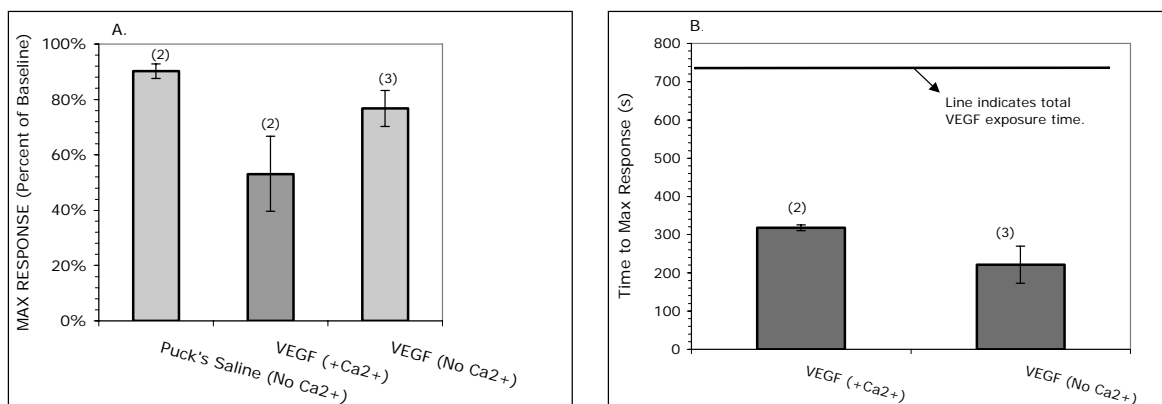 A.
MAX RESPONSE (Percent of Baseline)
100%
80%
60%
40%
20%
0%
(2)
(2)
(3)
Puck's Saline (No Ca2+)
VEGF (+Ca2+)
VEGF (No Ca2+)
B.
Time to Max Response (s)
800
700
600
500
400
300
200
100
0
Line indicates total
VEGF exposure time.
(2)
(3)
VEGF (+Ca2+)
VEGF (No Ca2+)